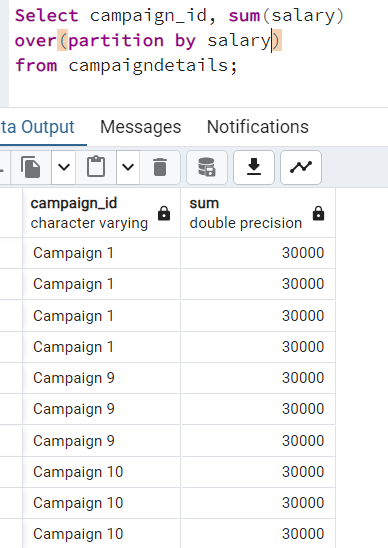 Select campaign_id, sum(salary)
over(partition by salary)
from campaigndetails;
ta Output Messages Notifications
campaign_id sum
character varying double precision
Campaign 1 30000
Campaign 1 30000
Campaign 1 30000
Campaign 1 30000
Campaign 9 30000
Campaign 9 30000
Campaign 9 30000
Campaign 10 30000
Campaign 10 30000
Campaign 10 30000